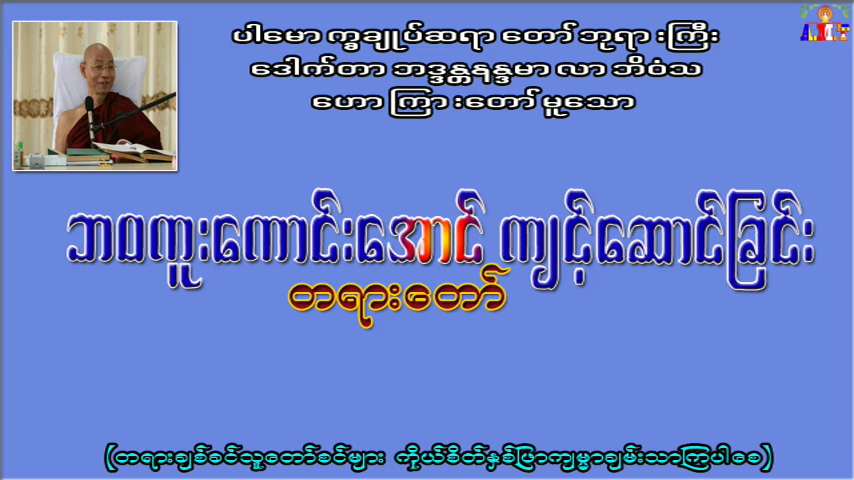 ပါမောက္ခချုပ်ဆရာတော်ဘုရားကြီး
ဒေါက်တာ ဘဒ္ဒန္တနန္ဒမာလာဘိဝံသ
ဟောကြားတော်မူသော
ဘဝကူးကောင်းအောင် ကျင့်ဆောင်ခြင်း
တရားတော်
(တရားချစ်ခင်သူတော်စင်များ ကိုယ်စိတ်နှစ်ဖြာကျမ္မာချမ်းသာကြပါစေ)